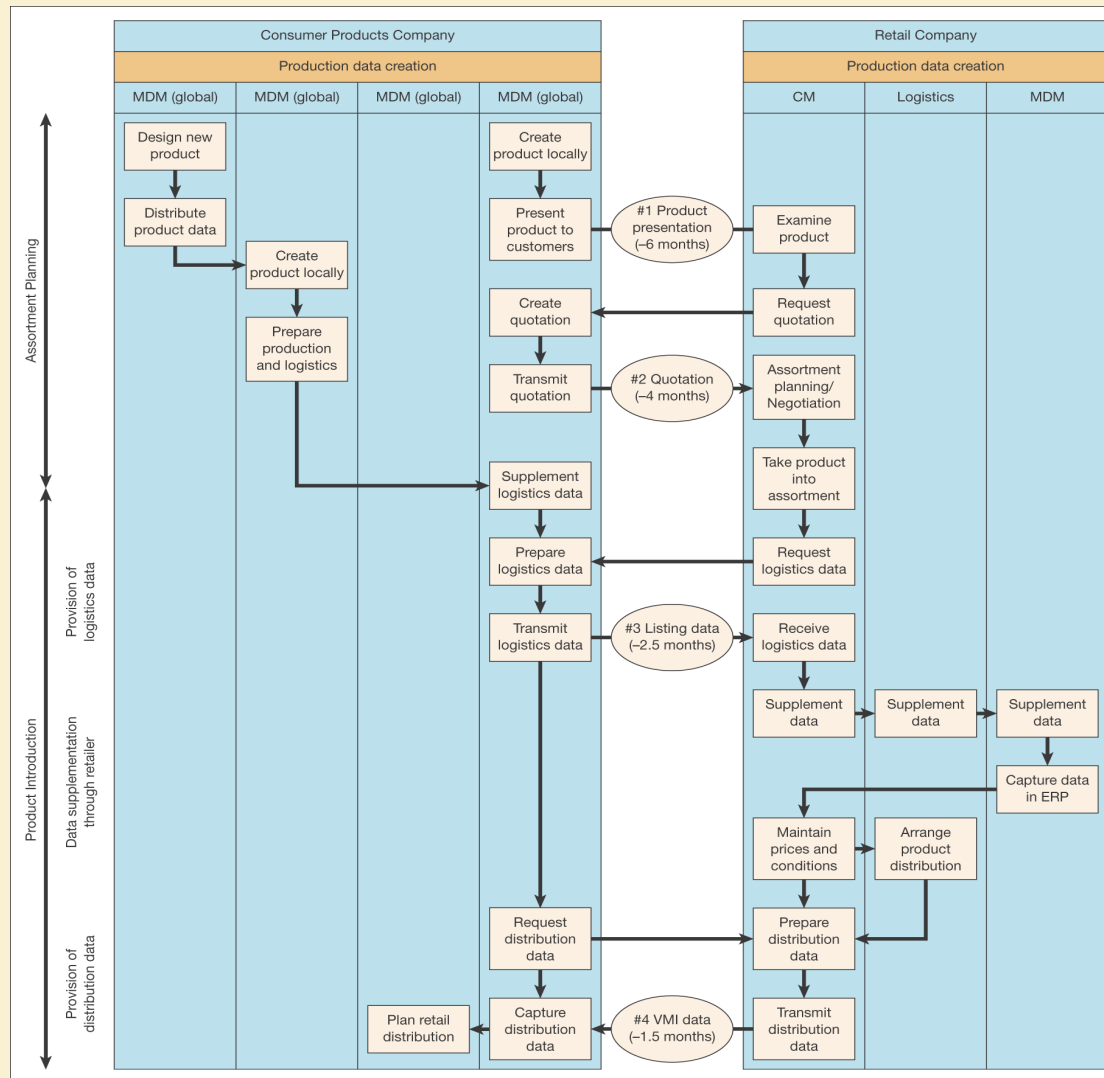 Consumer Products Company
Retail Company
Production data creation
Production data creation
MDM (global)
MDM (global)
MDM (global)
MDM (global)
CM
Logistics
MDM
Assortment Planning
Design new
product
Create
product locally
Distribute
product data
Present
product to
customers
#1 Product
presentation
(–6 months)
Examine
product
Create
product locally
Create
quotation
Request
quotation
Prepare
production
and logistics
Transmit
quotation
#2 Quotation
(–4 months)
Assortment
planning/
Negotiation
Supplement
logistics data
Take product
into
assortment
Product Introduction
Provision of
logistics data
Prepare
logistics data
Request
logistics data
Transmit
logistics data
#3 Listing data
(–2.5 months)
Receive
logistics data
Data supplementation
through retailer
Supplement
data
Supplement
data
Supplement
data
Capture data
in ERP
Maintain
prices and
conditions
Arrange
product
distribution
Provision of
distribution data
Request
distribution
data
Prepare
distribution
data
Plan retail
distribution
Capture
distribution
data
#4 VMI data
(–1.5 months)
Transmit
distribution
data